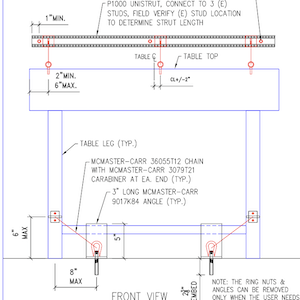 P1000 UNISTRUT, CONNECT TO 3 (E)
STUDS, FIELD VERIFY (E) STUD LOCATION
TO DETERMINE STRUT LENGTH
1" MIN.
TABLE
TABLE TOP
2" MIN.
6" MAX.
CL+/-2"
TABLE LEG (TYP.)
MCMASTER-CARR 36055T12 CHAIN
WITH MCMASTER-CARR 3079T21
CARABINER AT EA. END (TYP.)
3" LONG MCMASTER-CARR
9017K84 ANGLE (TYP.)
6"
MAX
5"
8"
MAX
EMBED
FRONT VIEW
NOTE: THE RING NUTS &
ANGLES CAN BE REMOVED
ONLY WHEN THE USER NEEDS